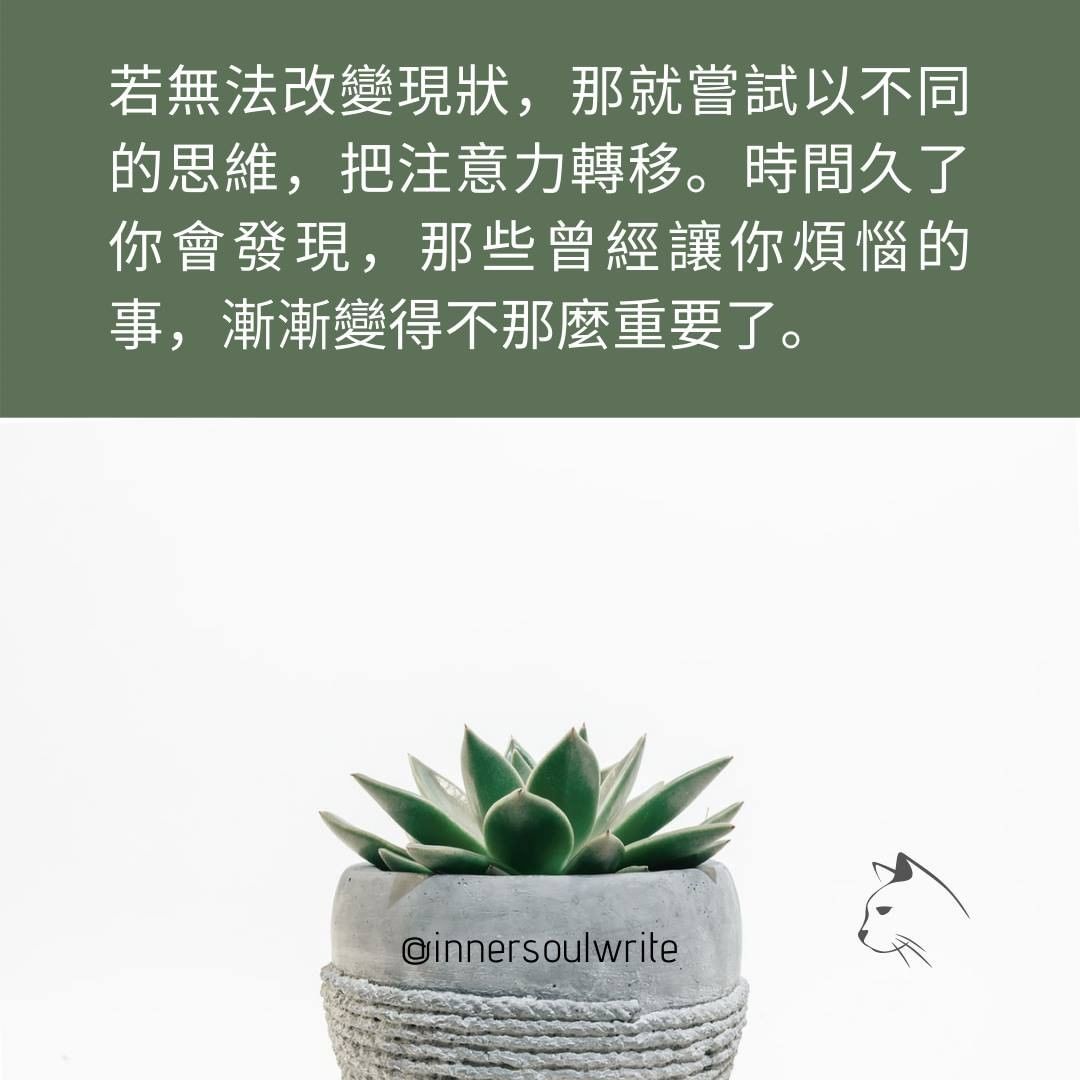 若無法改變現狀，那就嘗試以不同
的思維，把注意力轉移。時間久了
你會發現，那些曾經讓你煩惱的
事，漸漸變得不那麼重要了。
@innersoulwrite